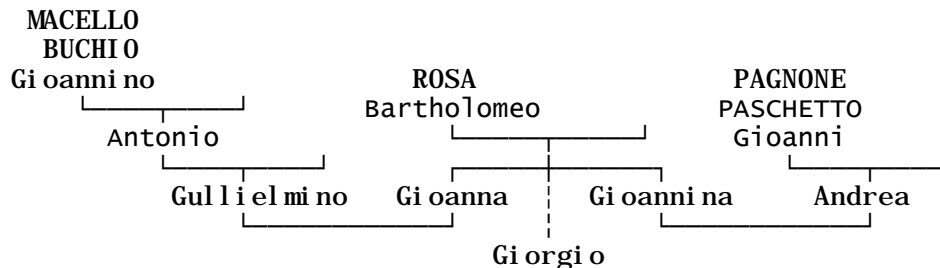 MACELLO
BUCHIO
Gioannino ROSA PAGNONE
Bartholomeo PASCHETTO
Antonio Gioanni
Gullielmino Gioanna Gioannina Andrea
Giorgio